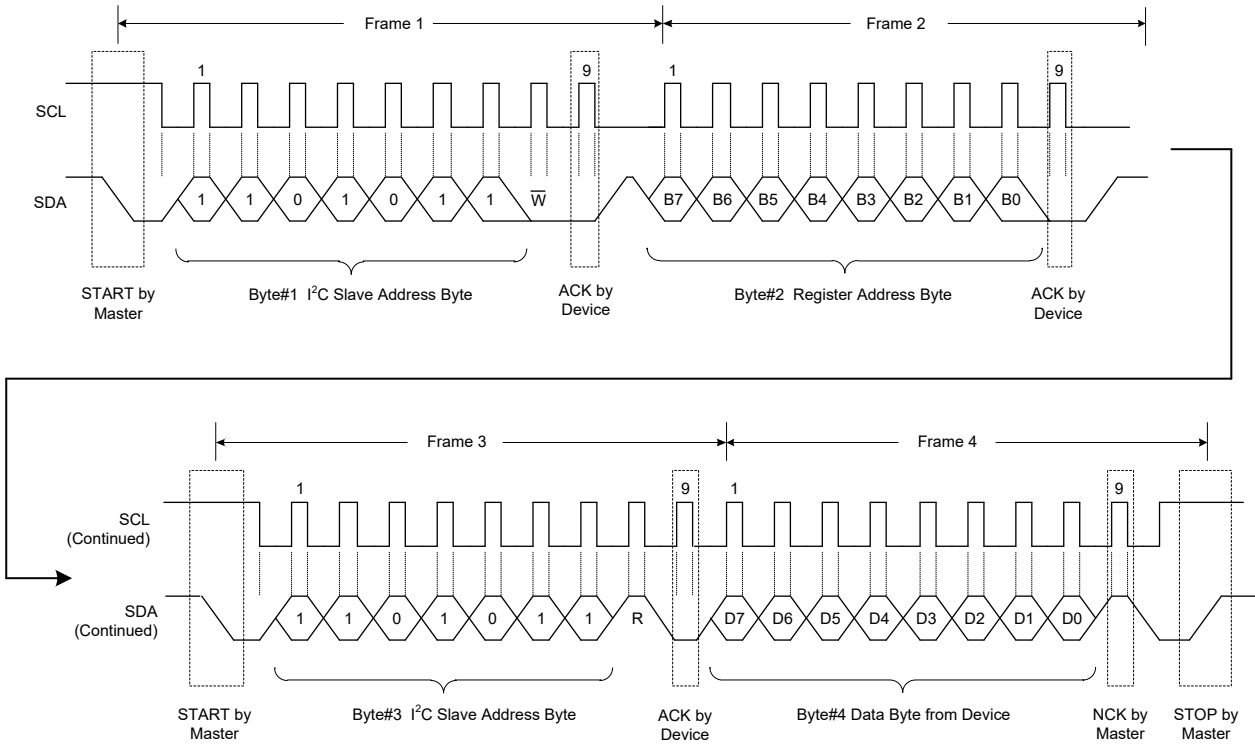 Frame 1 Frame 2
1 9 1 9
SCL
SDA 1 1 0 1 0 1 1 W̅ B7 B6 B5 B4 B3 B2 B1 B0
START by
Master
Byte#1 I²C Slave Address Byte
ACK by
Device
Byte#2 Register Address Byte
ACK by
Device
Frame 3 Frame 4
1 9 1 9
SCL
(Continued)
SDA
(Continued)
1 1 0 1 0 1 1 R D7 D6 D5 D4 D3 D2 D1 D0
START by
Master
Byte#3 I²C Slave Address Byte
ACK by
Device
Byte#4 Data Byte from Device
NCK by
Master
STOP by
Master